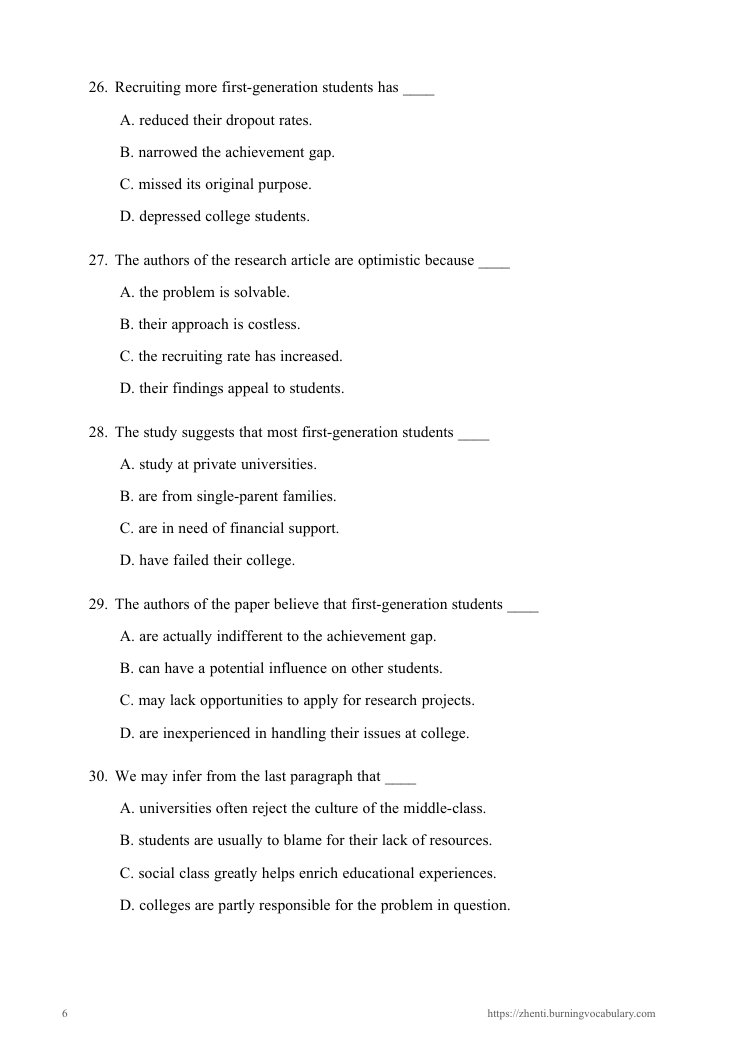 26. Recruiting more first-generation students has ____
A. reduced their dropout rates.
B. narrowed the achievement gap.
C. missed its original purpose.
D. depressed college students.
27. The authors of the research article are optimistic because ____
A. the problem is solvable.
B. their approach is costless.
C. the recruiting rate has increased.
D. their findings appeal to students.
28. The study suggests that most first-generation students ____
A. study at private universities.
B. are from single-parent families.
C. are in need of financial support.
D. have failed their college.
29. The authors of the paper believe that first-generation students ____
A. are actually indifferent to the achievement gap.
B. can have a potential influence on other students.
C. may lack opportunities to apply for research projects.
D. are inexperienced in handling their issues at college.
30. We may infer from the last paragraph that ____
A. universities often reject the culture of the middle-class.
B. students are usually to blame for their lack of resources.
C. social class greatly helps enrich educational experiences.
D. colleges are partly responsible for the problem in question.
6 https://zhenti.burningvocabulary.com